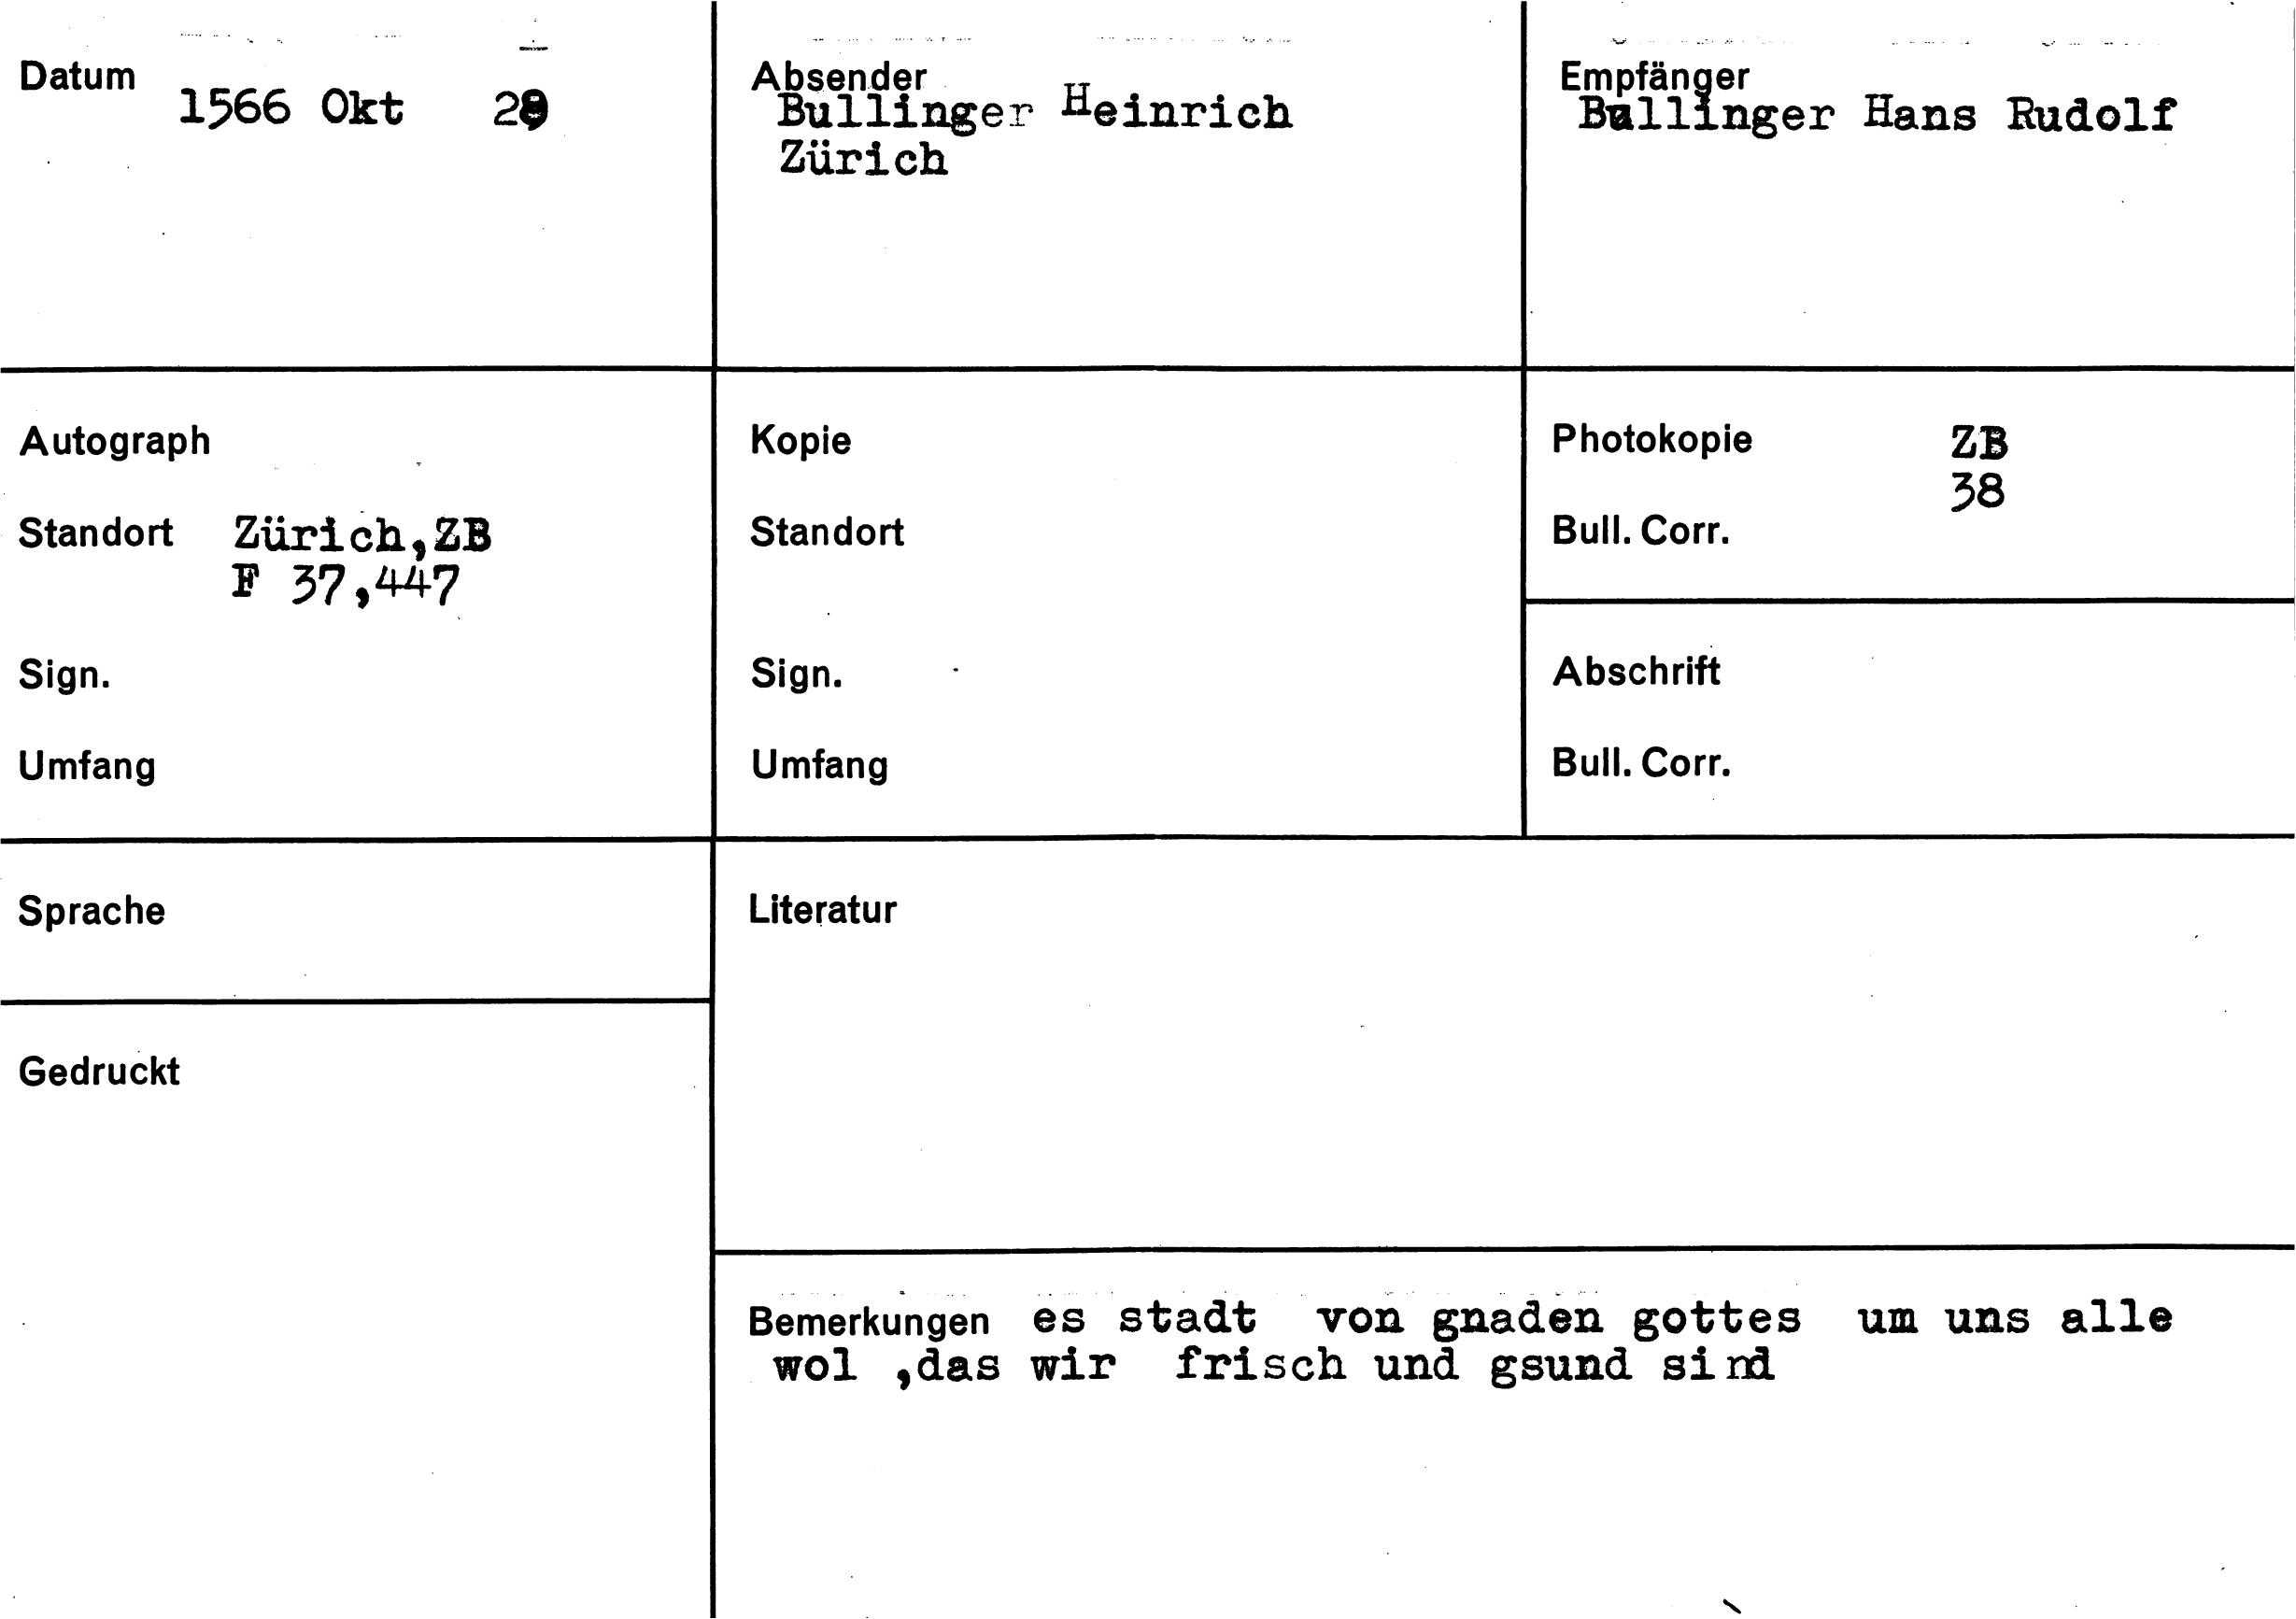 Datum
1566 Okt
Absender
Bullinger Heinrich
Zürich
Empfänger
Bullinger Hans Rudolf
Autograph
Standort Zürich,ZB
F 37,447
Sign.
Umfang
Kopie
Standort
Sign.
Umfang
Photokopie ZB
38
Bull. Corr.
Abschrift
Bull. Corr.
Sprache
Gedruckt
Literatur
Bemerkungen es stadt von gnaden gottes um uns alle
wol ,das wir frisch und gsund sind